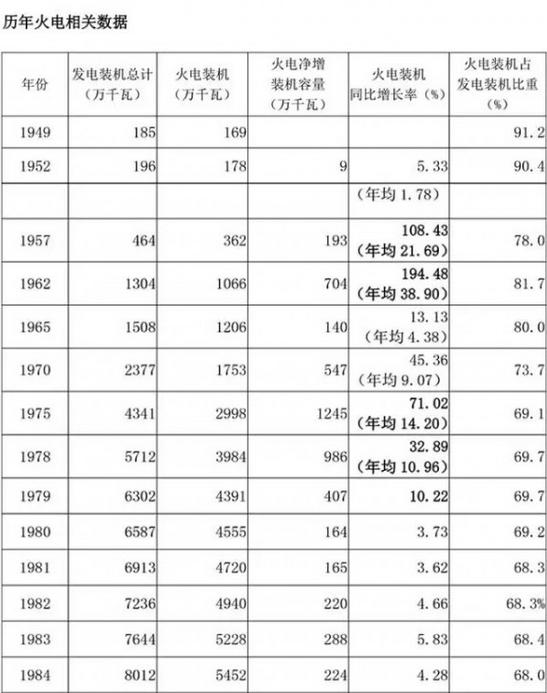 历年火电相关数据
年份 发电装机总计（万千瓦） 火电装机（万千瓦） 火电净增装机容量（万千瓦） 火电装机同比增长率（%） 火电装机占发电装机比重（%）
1949 185 169 91.2
1952 196 178 9 5.33 90.4
（年均1.78）
1957 464 362 193 108.43（年均21.69） 78.0
1962 1304 1066 704 194.48（年均38.90） 81.7
1965 1508 1206 140 13.13（年均4.38） 80.0
1970 2377 1753 547 45.36（年均9.07） 73.7
1975 4341 2998 1245 71.02（年均14.20） 69.1
1978 5712 3984 986 32.89（年均10.96） 69.7
1979 6302 4391 407 10.22 69.7
1980 6587 4555 164 3.73 69.2
1981 6913 4720 165 3.62 68.3
1982 7236 4940 220 4.66 68.3%
1983 7644 5228 288 5.83 68.4
1984 8012 5452 224 4.28 68.0